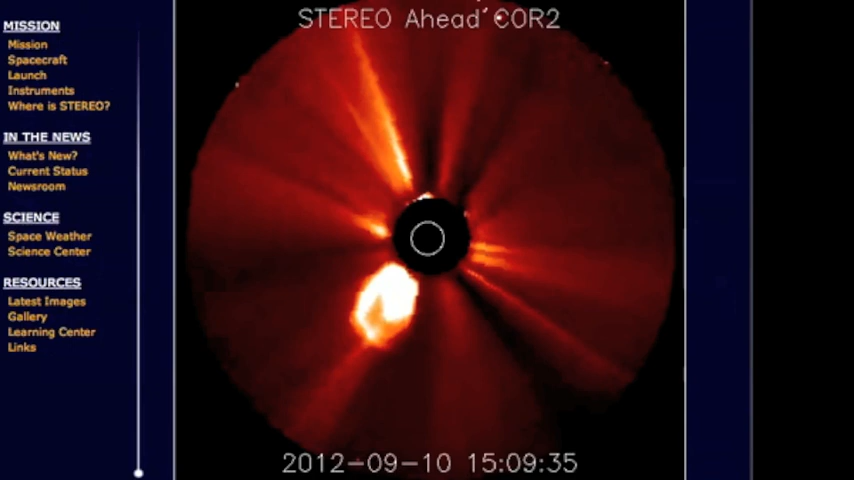 STEREO Ahead COR2
MISSION
Mission
Spacecraft
Launch
Instruments
Where is STEREO?
IN THE NEWS
What's New?
Current Status
Newsroom
SCIENCE
Space Weather
Science Center
RESOURCES
Latest Images
Gallery
Learning Center
Links
2012-09-10 15:09:35